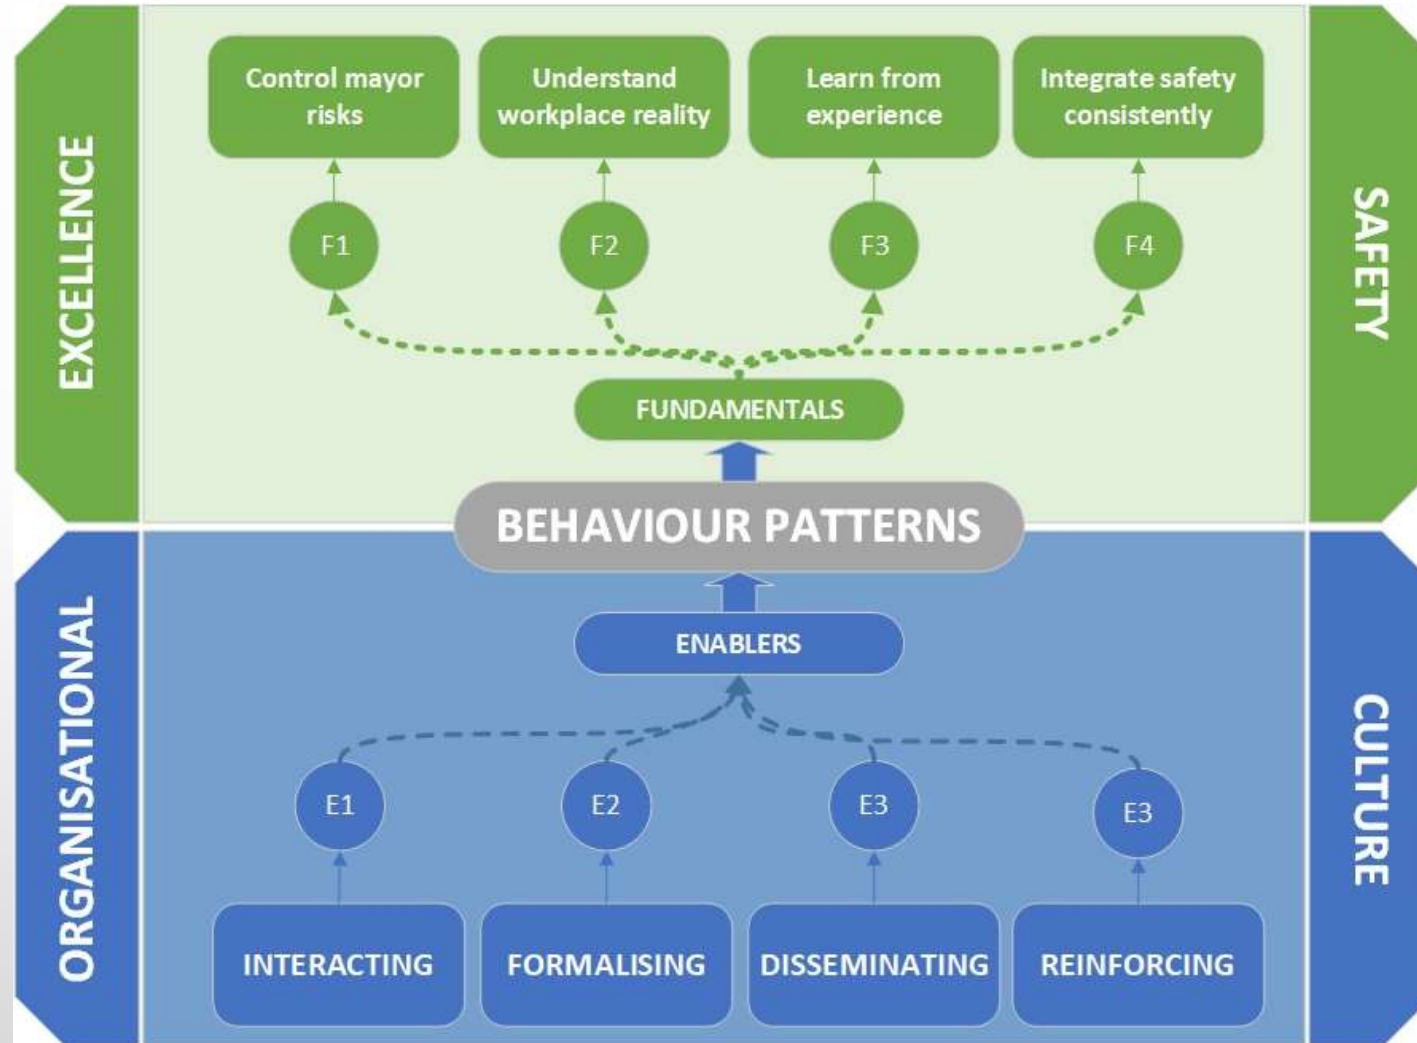 EXCELLENCE
SAFETY
Control mayor
risks
Understand
workplace reality
Learn from
experience
Integrate safety
consistently
F1
F2
F3
F4
FUNDAMENTALS
BEHAVIOUR PATTERNS
ORGANISATIONAL
CULTURE
ENABLERS
E1
E2
E3
E3
INTERACTING
FORMALISING
DISSEMINATING
REINFORCING